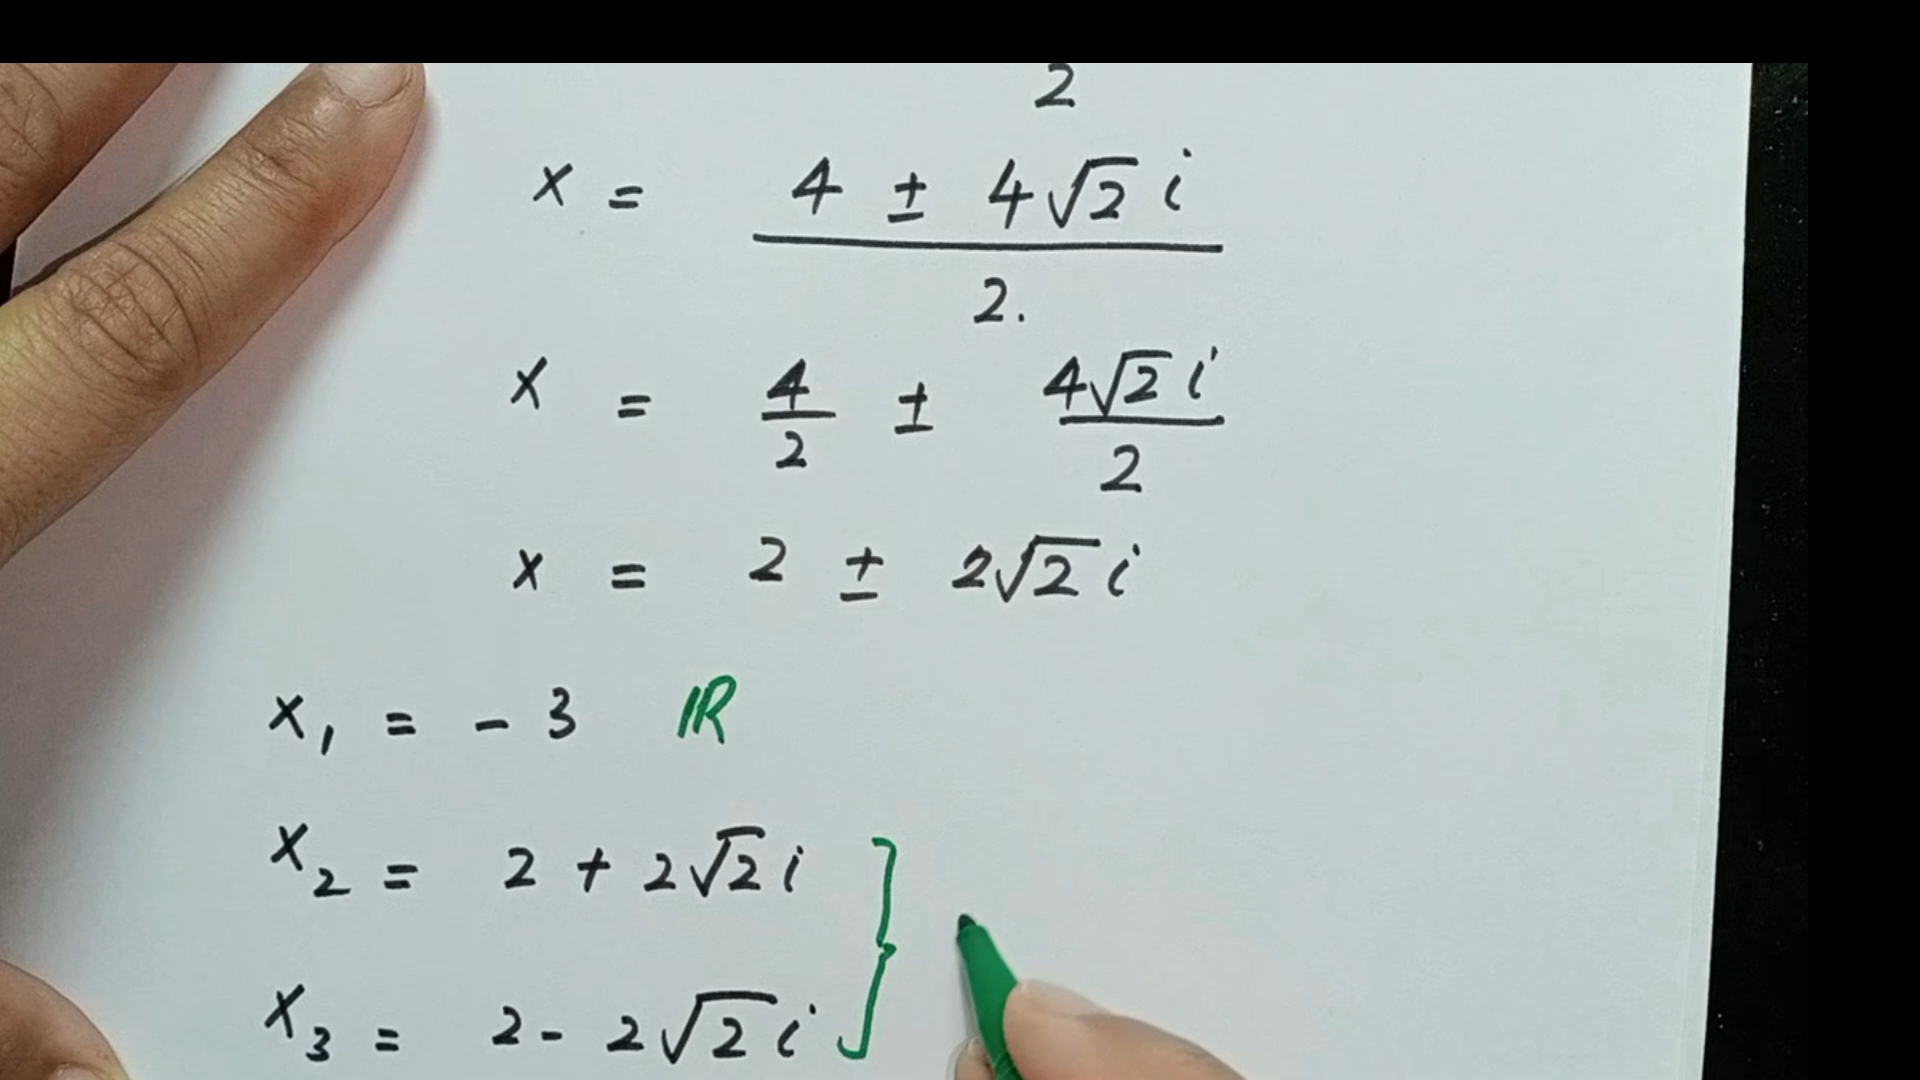 2
x = 4 ± 4√2 i
2.
x = 4/2 ± 4√2 i/2
x = 2 ± 2√2 i
x₁ = - 3 ℝ
x₂ = 2 + 2√2 i
x₃ = 2 - 2√2 i